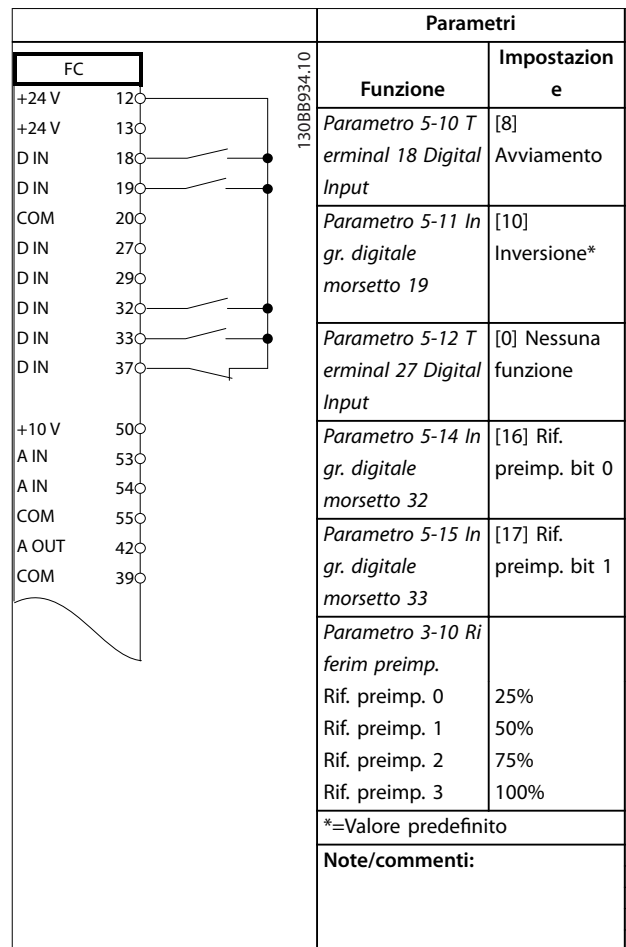 FC
+24 V 12
+24 V 13
D IN 18
D IN 19
COM 20
D IN 27
D IN 29
D IN 32
D IN 33
D IN 37
+10 V 50
A IN 53
A IN 54
COM 55
A OUT 42
COM 39
130BB934.10
Parametri
Impostazion
Funzione e
Parametro 5-10 T [8]
erminal 18 Digital Avviamento
Input
Parametro 5-11 In [10]
gr. digitale Inversione*
morsetto 19
Parametro 5-12 T [0] Nessuna
erminal 27 Digital funzione
Input
Parametro 5-14 In [16] Rif.
gr. digitale preimp. bit 0
morsetto 32
Parametro 5-15 In [17] Rif.
gr. digitale preimp. bit 1
morsetto 33
Parametro 3-10 Ri
ferim preimp.
Rif. preimp. 0 25%
Rif. preimp. 1 50%
Rif. preimp. 2 75%
Rif. preimp. 3 100%
*=Valore predefinito
Note/commenti: